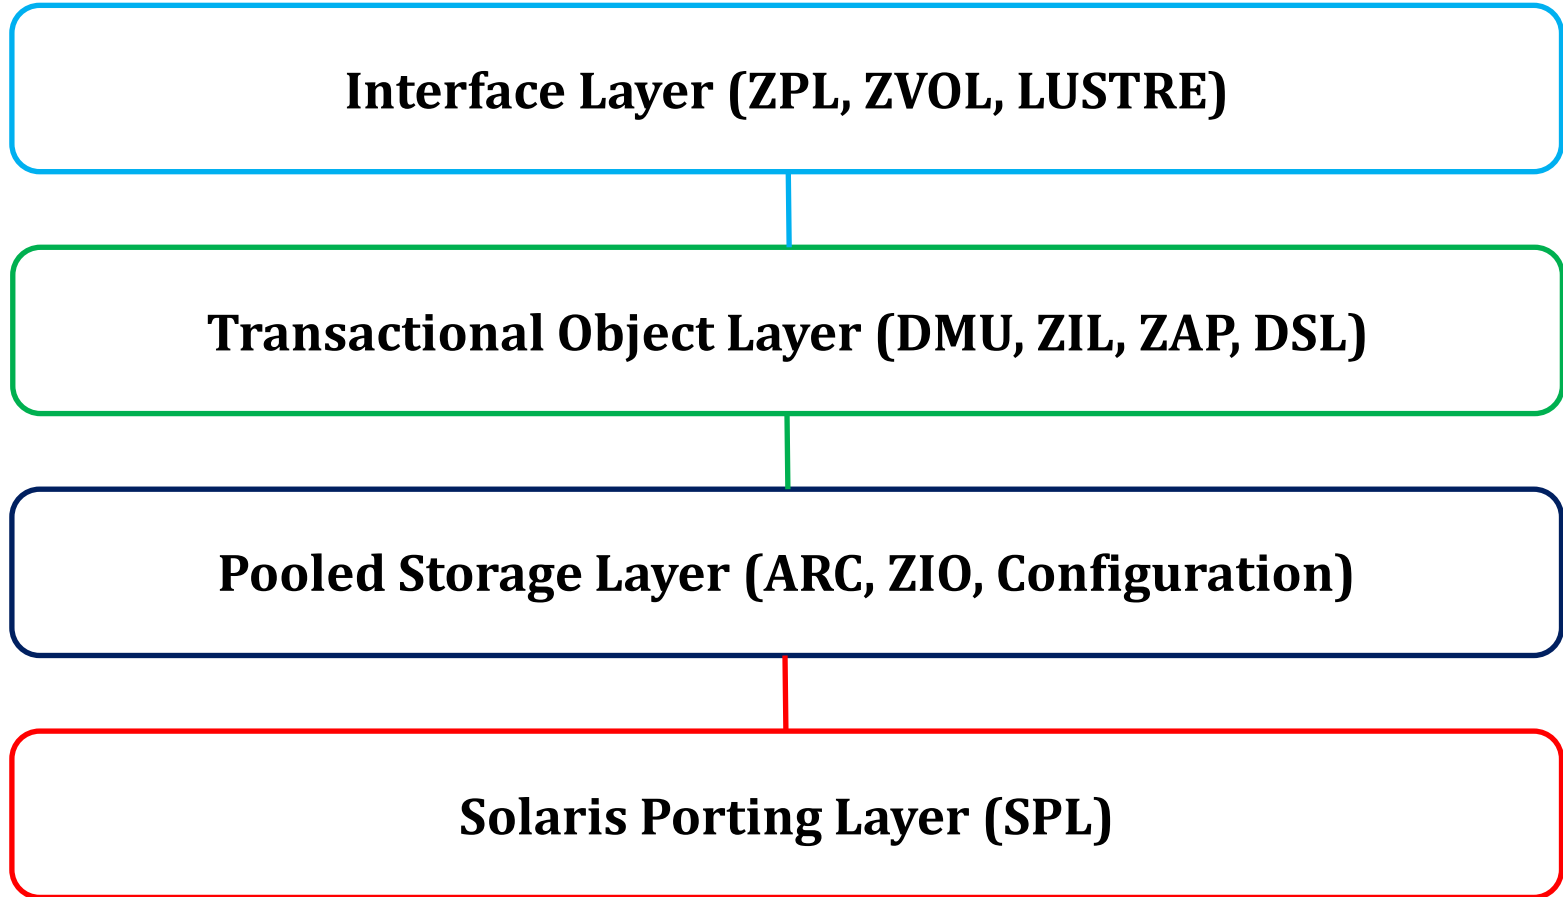 Interface Layer (ZPL, ZVOL, LUSTRE)
Transactional Object Layer (DMU, ZIL, ZAP, DSL)
Pooled Storage Layer (ARC, ZIO, Configuration)
Solaris Porting Layer (SPL)